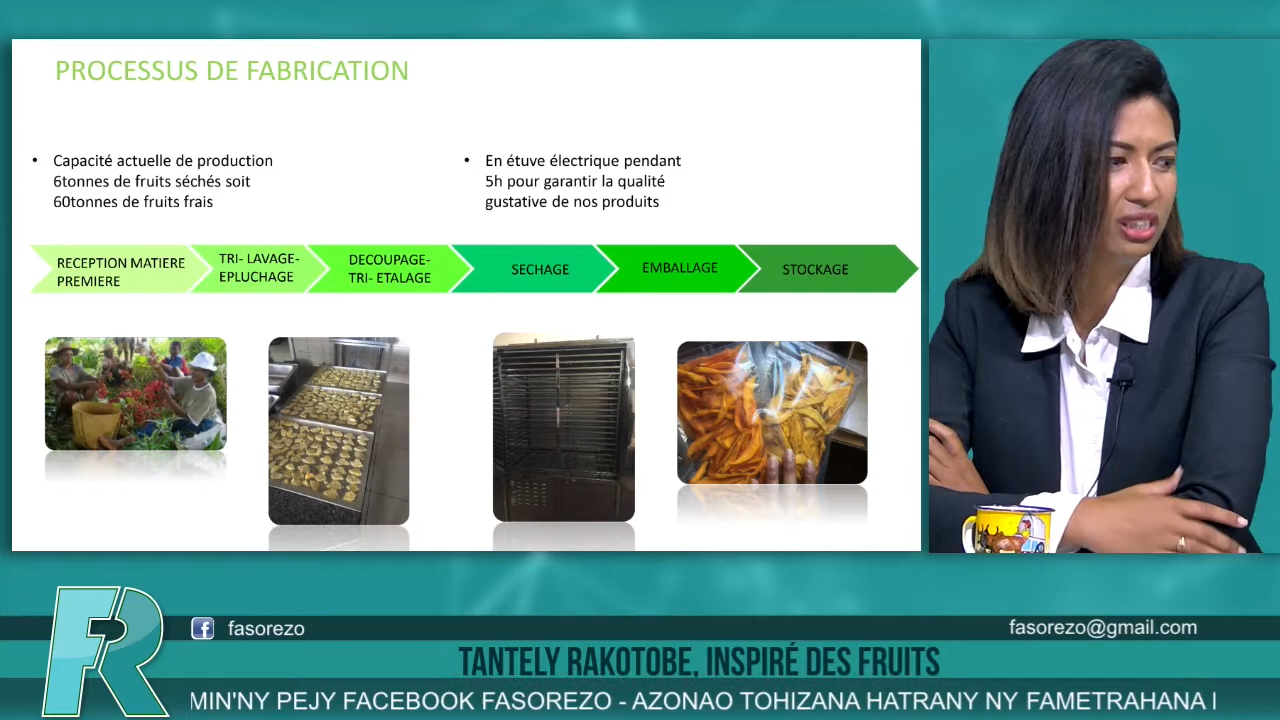 PROCESSUS DE FABRICATION
• Capacité actuelle de production
6tonnes de fruits séchés soit
60tonnes de fruits frais
• En étuve électrique pendant
5h pour garantir la qualité
gustative de nos produits
RECEPTION MATIERE
PREMIERE
TRI- LAVAGE-
EPLUCHAGE
DECOUPAGE-
TRI- ETALAGE
SECHAGE
EMBALLAGE
STOCKAGE
FR
fasorezo
fasorezo@gmail.com
TANTELY RAKOTOBE, INSPIRÉ DES FRUITS
MIN'NY PEJY FACEBOOK FASOREZO - AZONAO TOHIZANA HATRANY NY FAMETRAHANA